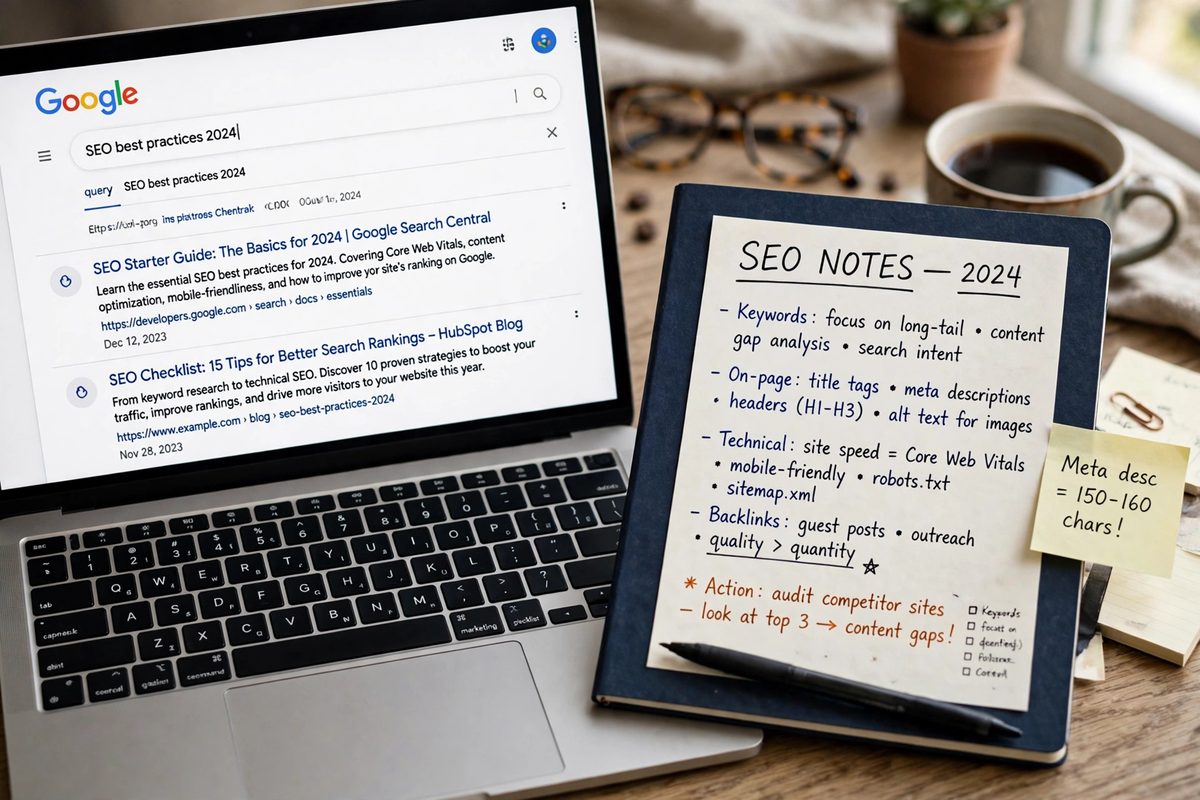 Google
SEO best practices 2024
query SEO best practices 2024
2024
SEO Starter Guide: The Basics for 2024 | Google Search Central
Learn the essential SEO best practices for 2024. Covering Core Web Vitals, content
optimization, mobile-friendliness, and how to improve yor site's ranking on Google.
https://developers.google.com › search › docs › essentials
Dec 12, 2023
SEO Checklist: 15 Tips for Better Search Rankings – HubSpot Blog
From keyword research to technical SEO. Discover 10 proven strategies to boost your
traffic, improve rankings, and drive more visitors to your website this year.
https://www.example.com › blog › seo-best-practices-2024
Nov 28, 2023
SEO NOTES — 2024
- Keywords: focus on long-tail • content
gap analysis • search intent
- On-page: title tags • meta descriptions
• headers (H1-H3) • alt text for images
- Technical: site speed = Core Web Vitals
• mobile-friendly • robots.txt
• sitemap.xml
- Backlinks: guest posts • outreach
• quality > quantity ☆
* Action: audit competitor sites
– look at top 3 → content gaps!
☐ Keywords
☐ focus on
Meta desc
= 150-160
chars!